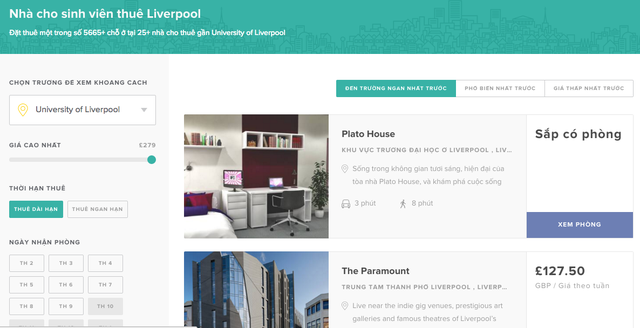 Nhà cho sinh viên thuê Liverpool
Đặt thuê một trong số 5665+ chỗ ở tại 25+ nhà cho thuê gần University of Liverpool
CHỌN TRƯỜNG ĐỂ XEM KHOẢNG CÁCH
University of Liverpool
GIÁ CAO NHẤT
£279
THỜI HẠN THUÊ
THUÊ DÀI HẠN
THUÊ NGẮN HẠN
NGÀY NHẬN PHÒNG
TH 2
TH 3
TH 4
TH 5
TH 6
TH 7
TH 8
TH 9
TH 10
ĐẾN TRƯỜNG NGẮN NHẤT TRƯỚC
PHỔ BIẾN NHẤT TRƯỚC
GIÁ THẤP NHẤT TRƯỚC
Plato House
KHU VỰC TRƯỜNG ĐẠI HỌC Ở LIVERPOOL , LIV...
Sống trong không gian tươi sáng, hiện đại của
tòa nhà Plato House, và khám phá cuộc sống
3 phút
8 phút
Sắp có phòng
XEM PHÒNG
The Paramount
TRUNG TÂM THÀNH PHỐ LIVERPOOL , LIVERP...
Live near the indie gig venues, prestigious art
galleries and famous theatres of Liverpool's
£127.50
GBP / Giá theo tuần